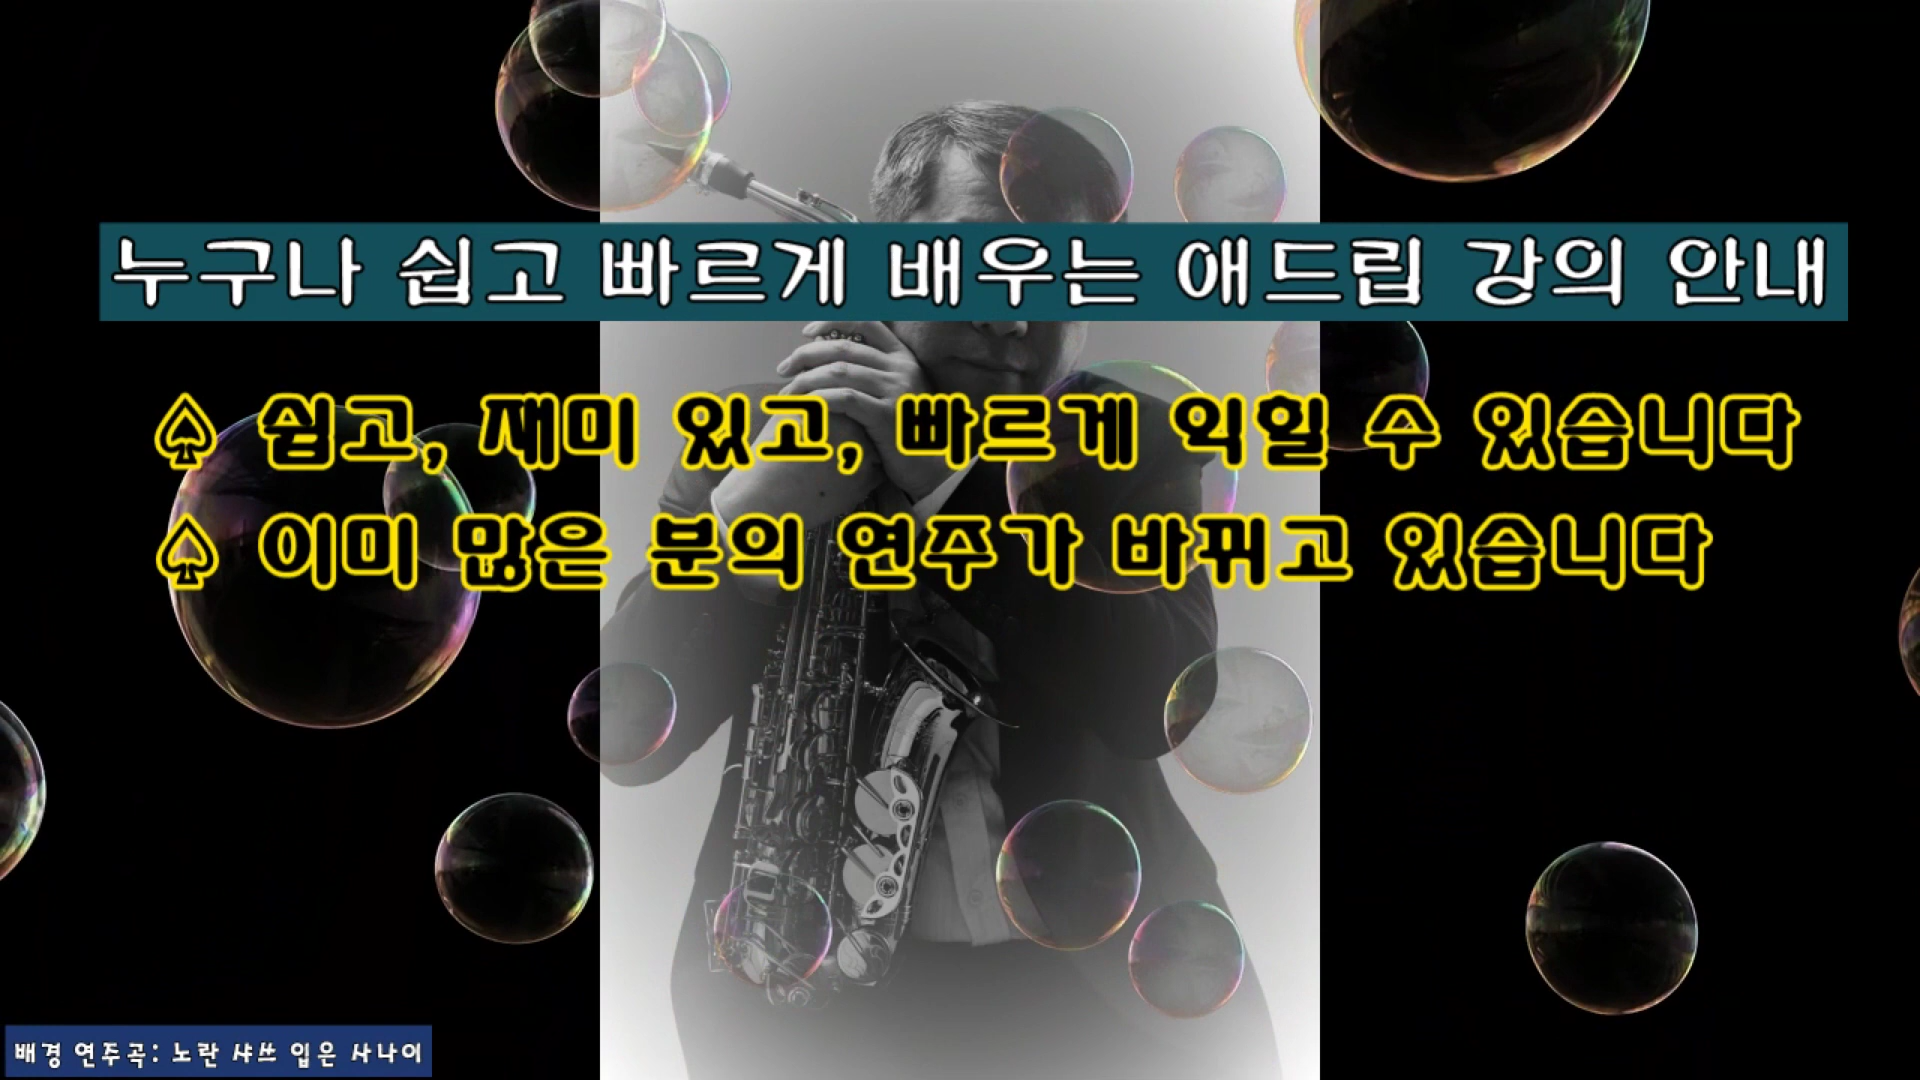 누구나 쉽고 빠르게 배우는 애드립 강의 안내
♤ 쉽고, 재미 있고, 빠르게 익힐 수 있습니다
♤ 이미 많은 분의 연주가 바뀌고 있습니다
배경 연주곡: 노란 샤쓰 입은 사나이